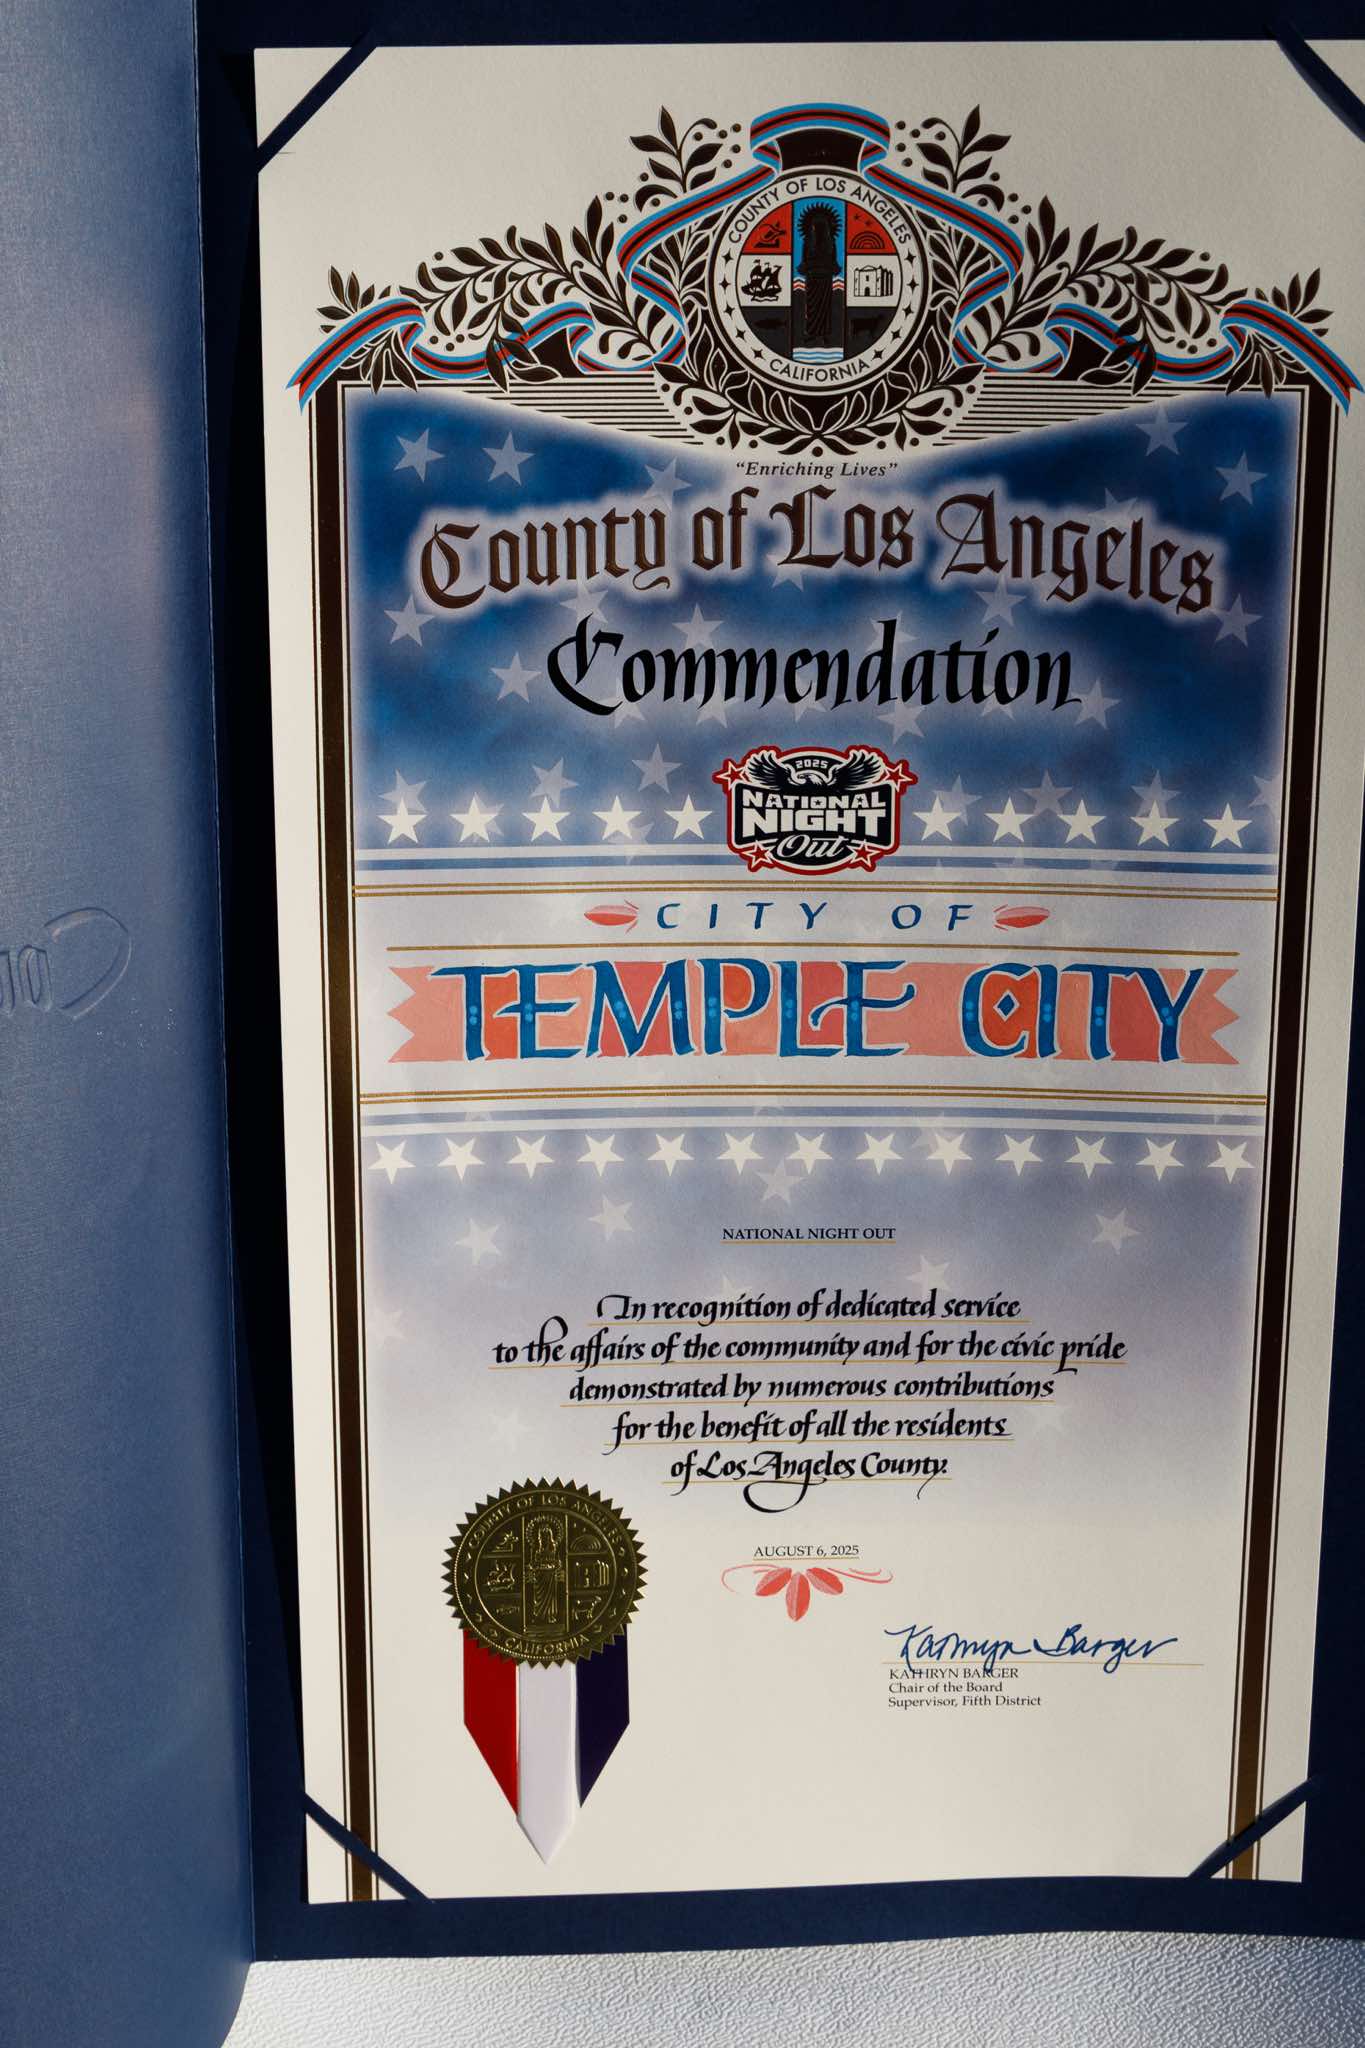 COUNTY OF LOS ANGELES
CALIFORNIA
"Enriching Lives"
County of Los Angeles
Commendation
2025
NATIONAL
NIGHT
Out
CITY OF
TEMPLE CITY
NATIONAL NIGHT OUT
In recognition of dedicated service
to the affairs of the community and for the civic pride
demonstrated by numerous contributions
for the benefit of all the residents
of Los Angeles County.
COUNTY OF LOS ANGELES
CALIFORNIA
AUGUST 6, 2025
Kathryn Barger
KATHRYN BARGER
Chair of the Board
Supervisor, Fifth District